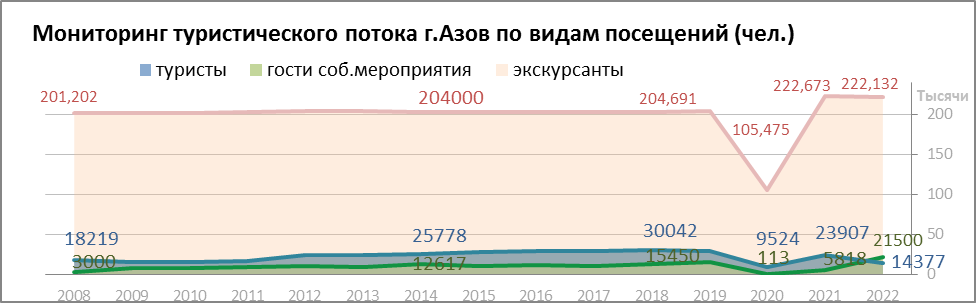 Мониторинг туристического потока г.Азов по видам посещений (чел.)
туристы гости соб.мероприятия экскурсанты
201,202 204000 204,691 105,475 222,673 222,132
Тысячи
200
150
100
50
0
18219 25778 30042 9524 23907 14377
3000 12617 15450 113 5818 21500
2008 2009 2010 2011 2012 2013 2014 2015 2016 2017 2018 2019 2020 2021 2022